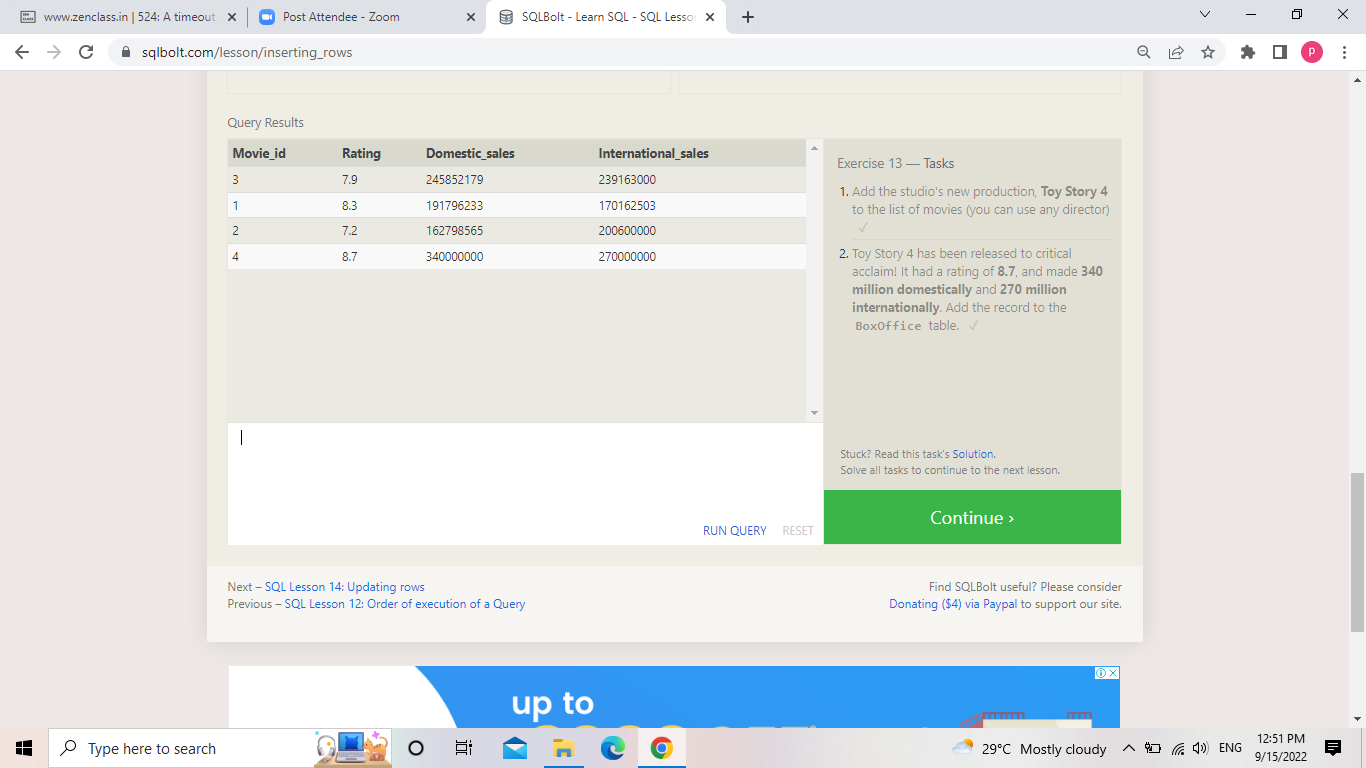 www.zenclass.in | 524: A timeout
Post Attendee - Zoom
SQLBolt - Learn SQL - SQL Lesson
sqlbolt.com/lesson/inserting_rows
P
Query Results
Movie_id Rating Domestic_sales International_sales
3 7.9 245852179 239163000
1 8.3 191796233 170162503
2 7.2 162798565 200600000
4 8.7 340000000 270000000
RUN QUERY RESET
Exercise 13 — Tasks
1. Add the studio's new production, Toy Story 4
to the list of movies (you can use any director)
✓
2. Toy Story 4 has been released to critical
acclaim! It had a rating of 8.7, and made 340
million domestically and 270 million
internationally. Add the record to the
BoxOffice table. ✓
Stuck? Read this task's Solution.
Solve all tasks to continue to the next lesson.
Continue ›
Next – SQL Lesson 14: Updating rows
Previous – SQL Lesson 12: Order of execution of a Query
Find SQLBolt useful? Please consider
Donating ($4) via Paypal to support our site.
up to
Type here to search
29°C Mostly cloudy
ENG
12:51 PM
9/15/2022